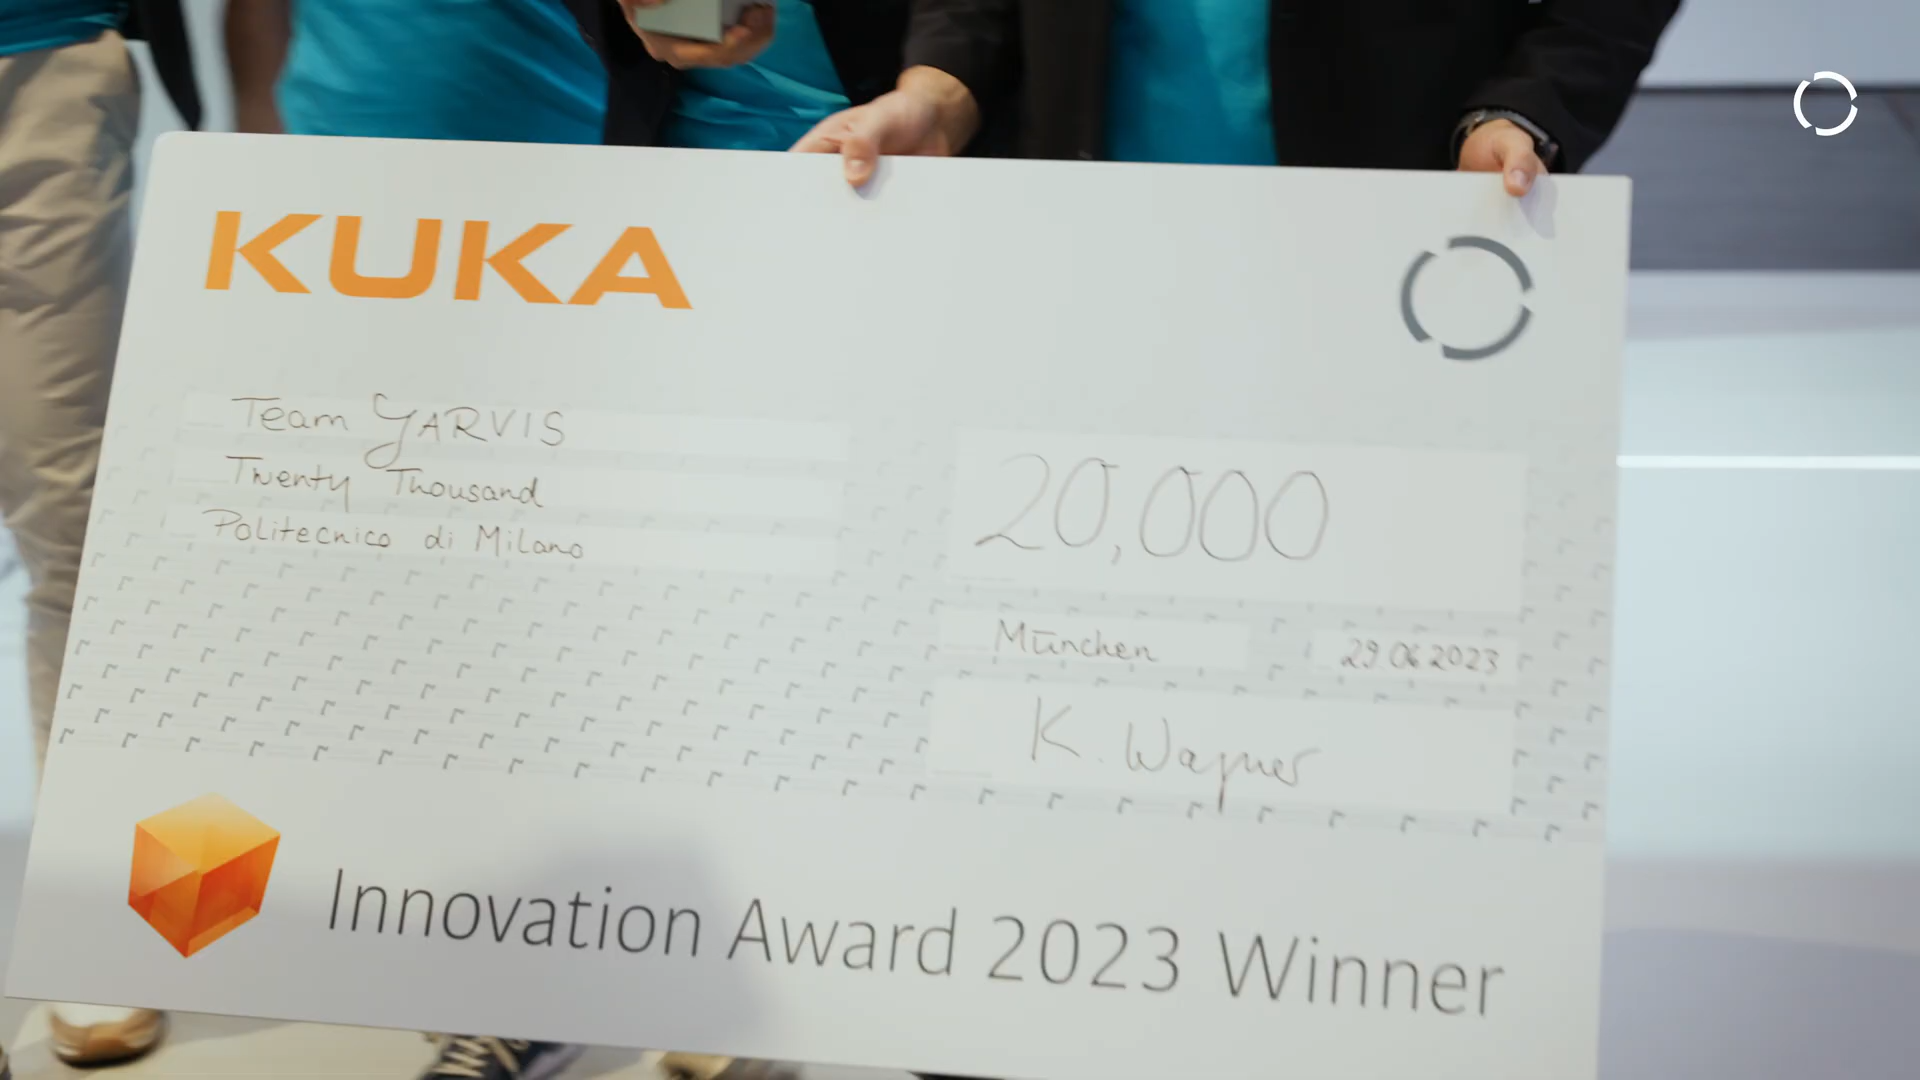 KUKA
Team YARVIS
Twenty Thousand
Politecnico di Milano
20,000
München
29.06.2023
K. Wagner
Innovation Award 2023 Winner